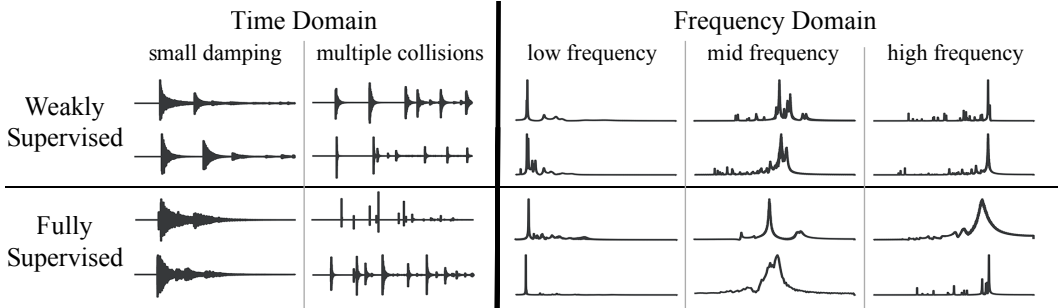 Time Domain
Frequency Domain
small damping
multiple collisions
low frequency
mid frequency
high frequency
Weakly
Supervised
Fully
Supervised